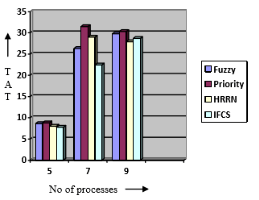 35
30
25
20
15
10
5
0
T
A
T
5 7 9
No of processes
Fuzzy
Priority
HRRN
IFCS